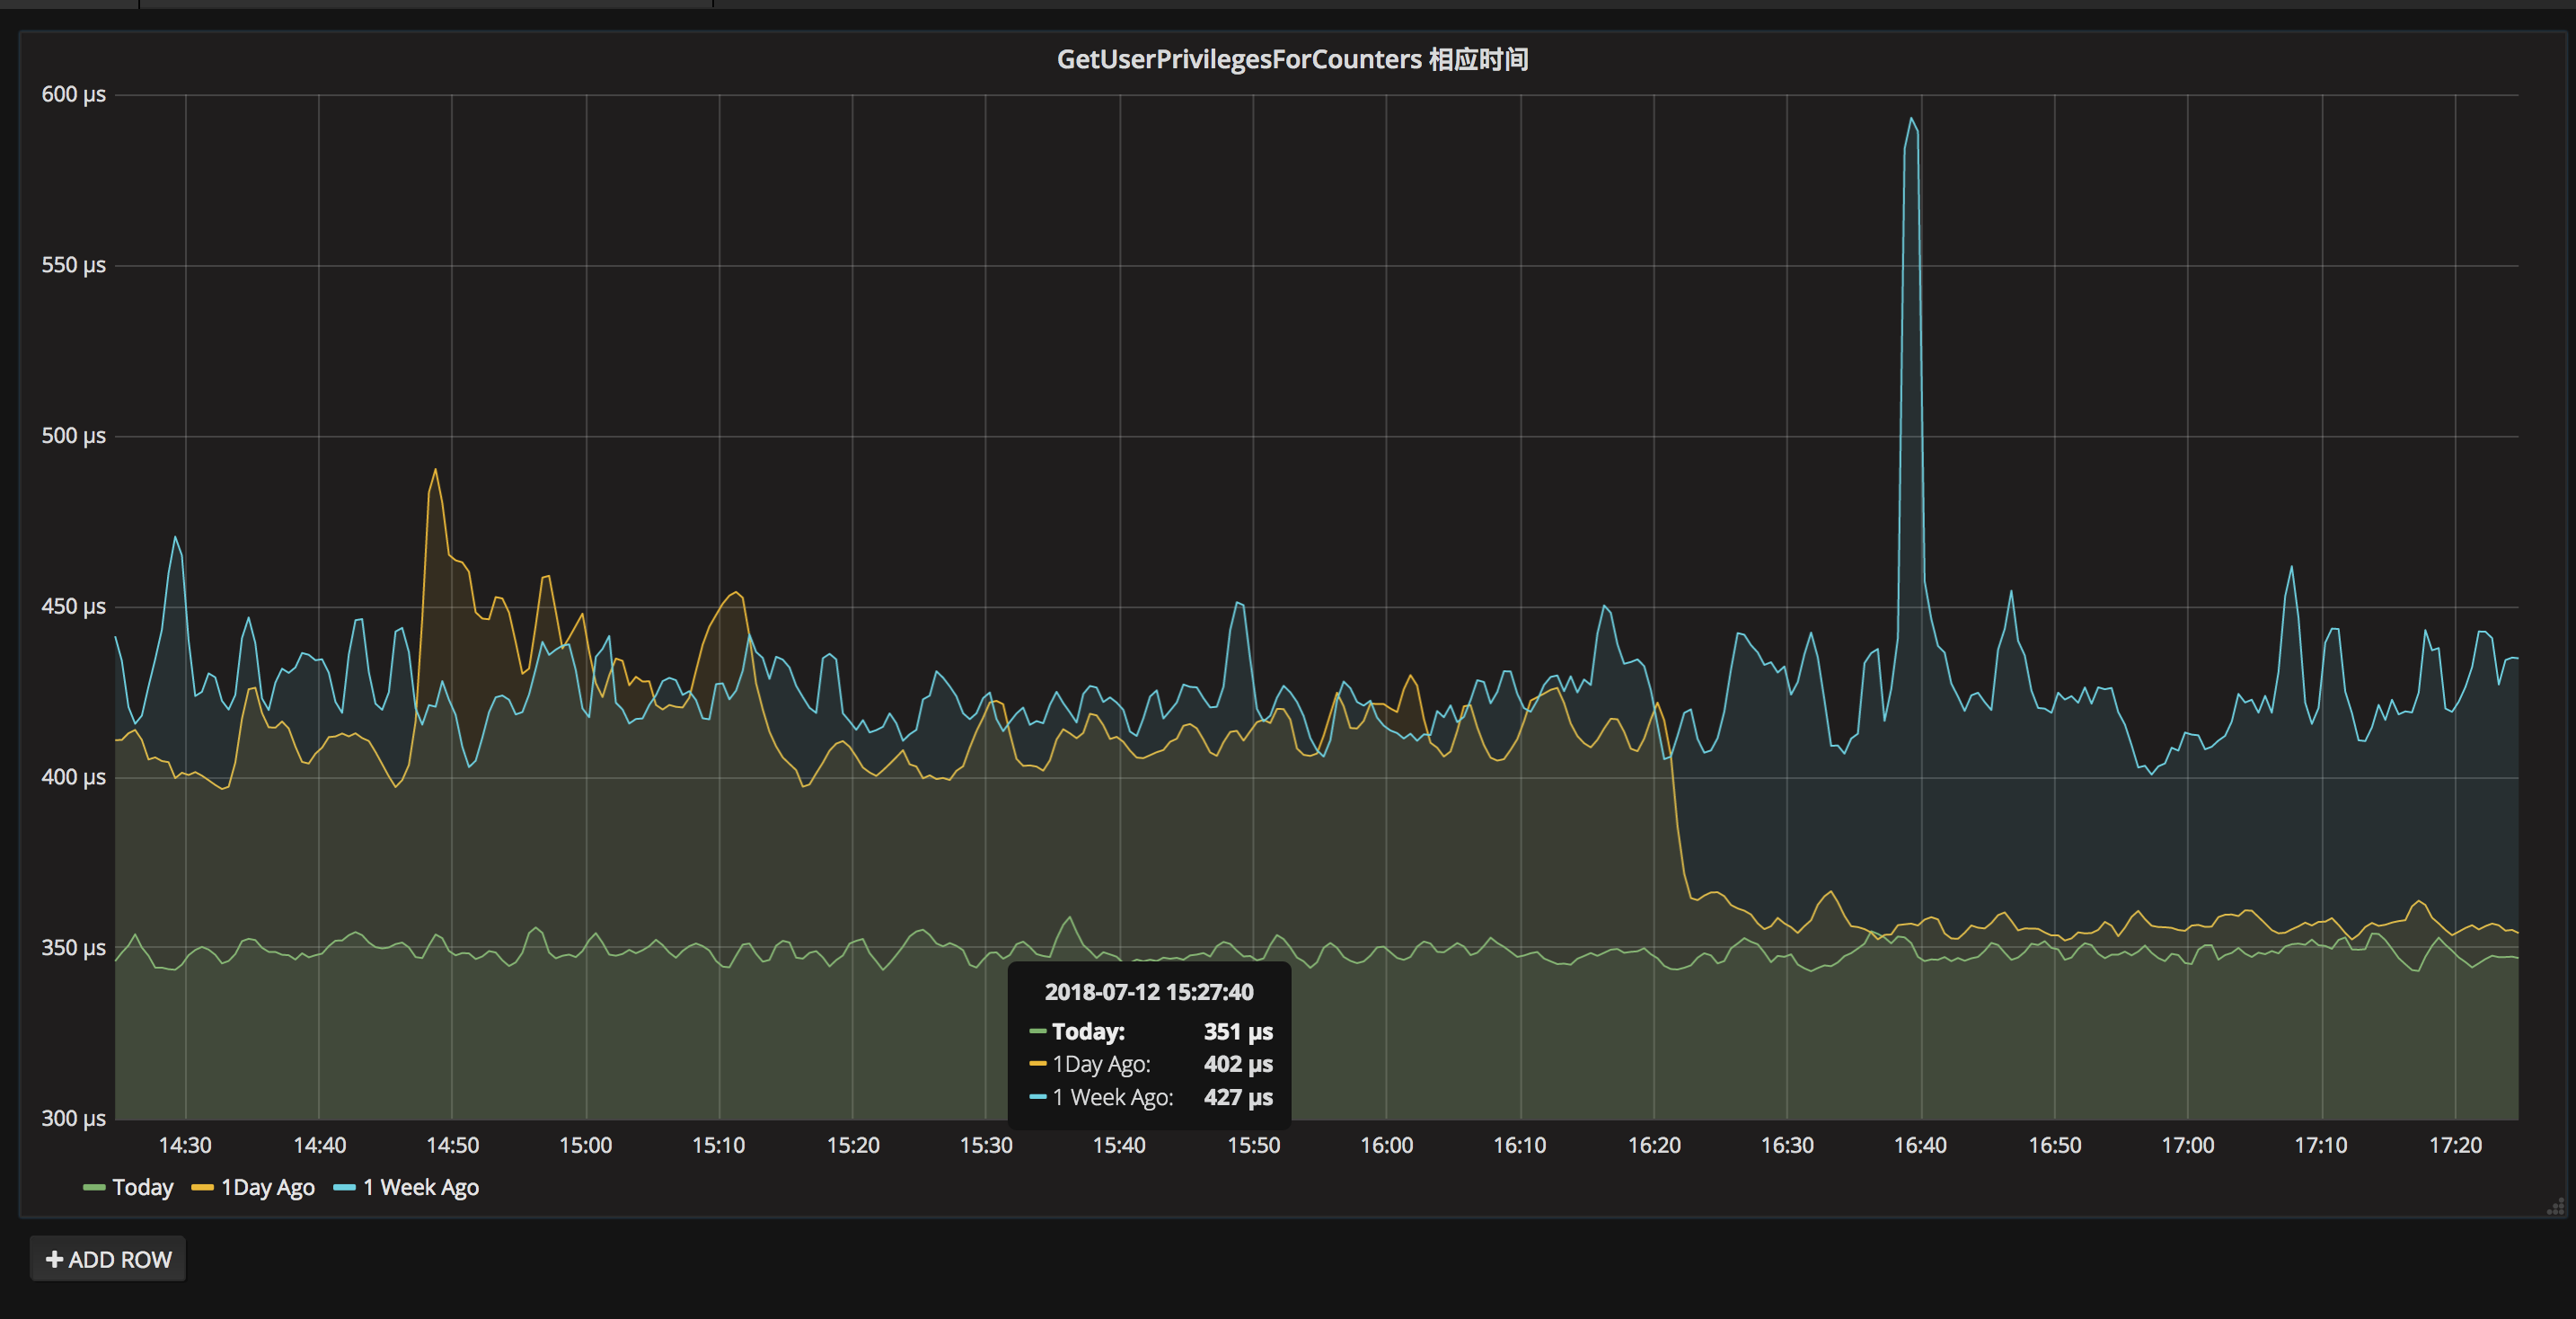 GetUserPrivilegesForCounters 相应时间
600 µs
550 µs
500 µs
450 µs
400 µs
350 µs
300 µs
2018-07-12 15:27:40
Today: 351 µs
1Day Ago: 402 µs
1 Week Ago: 427 µs
14:30 14:40 14:50 15:00 15:10 15:20 15:30 15:40 15:50 16:00 16:10 16:20 16:30 16:40 16:50 17:00 17:10 17:20
Today 1Day Ago 1 Week Ago
+ ADD ROW